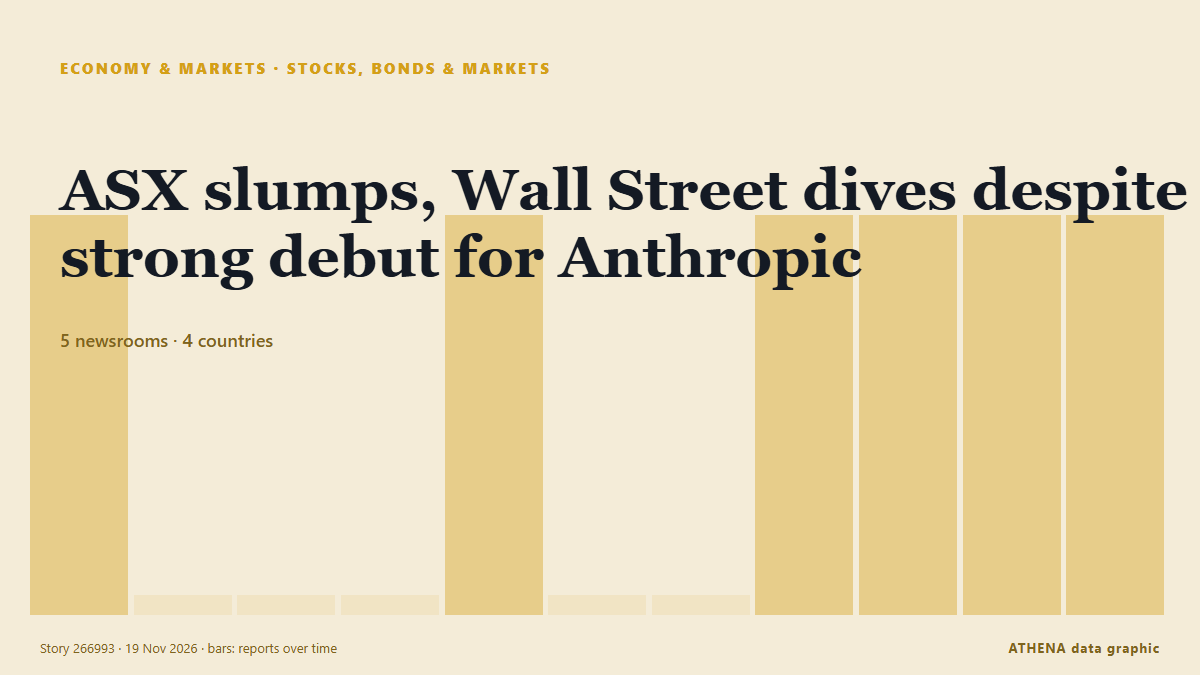 ECONOMY & MARKETS · STOCKS, BONDS & MARKETS
ASX slumps, Wall Street dives despite
strong debut for Anthropic
5 newsrooms · 4 countries
Story 266993 · 19 Nov 2026 · bars: reports over time
ATHENA data graphic